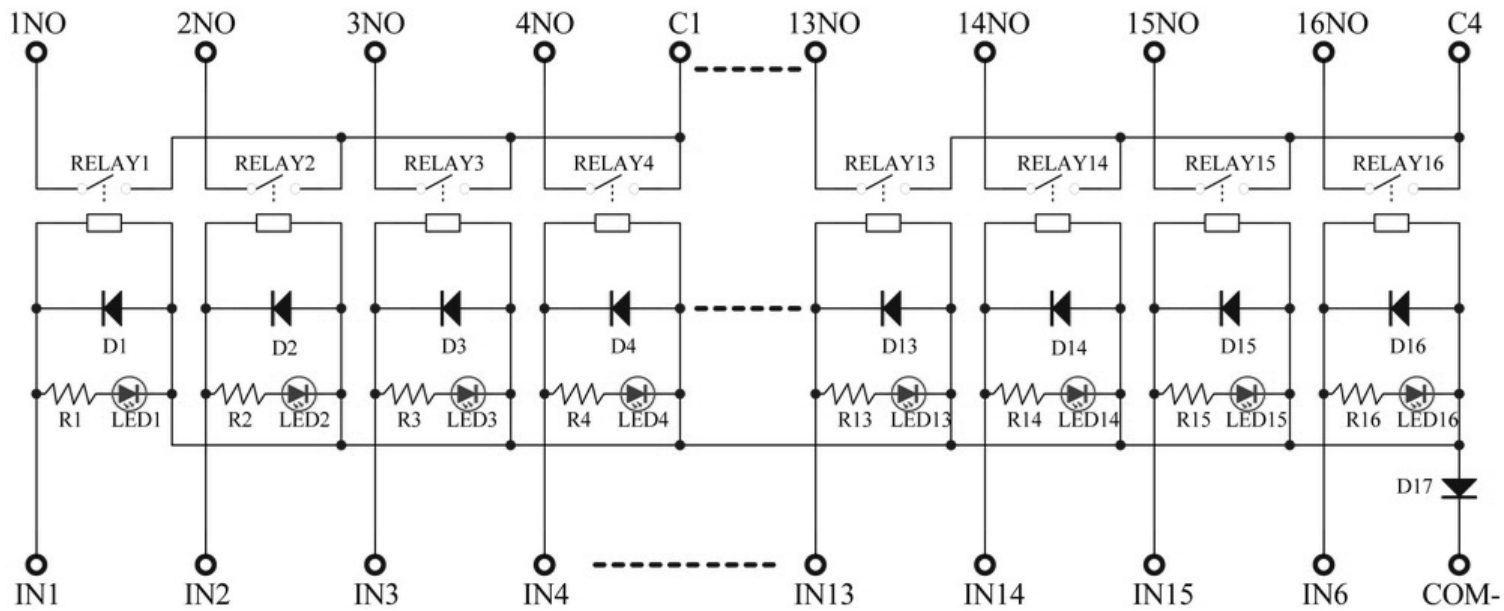 1NO 2NO 3NO 4NO C1 13NO 14NO 15NO 16NO C4
RELAY1 RELAY2 RELAY3 RELAY4 RELAY13 RELAY14 RELAY15 RELAY16
D1 D2 D3 D4 D13 D14 D15 D16
R1 LED1 R2 LED2 R3 LED3 R4 LED4 R13 LED13 R14 LED14 R15 LED15 R16 LED16
D17
IN1 IN2 IN3 IN4 IN13 IN14 IN15 IN6 COM-